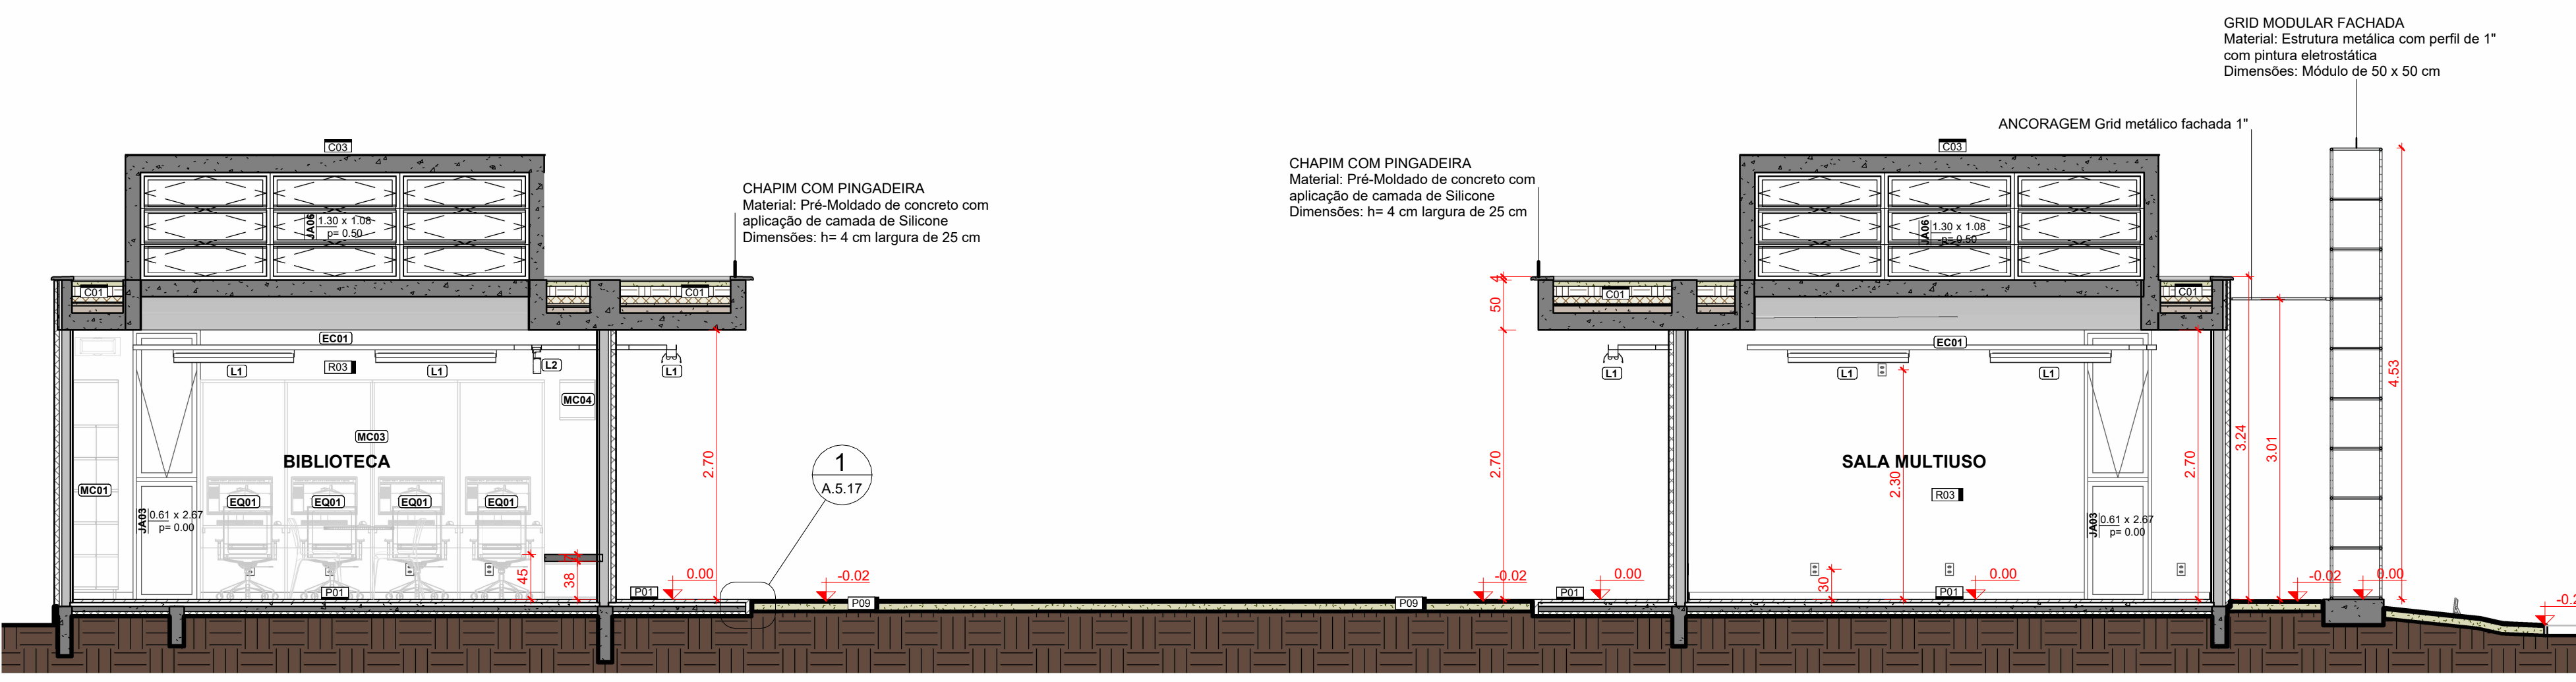 GRID MODULAR FACHADA
Material: Estrutura metálica com perfil de 1"
com pintura eletrostática
Dimensões: Módulo de 50 x 50 cm
ANCORAGEM Grid metálico fachada 1"
CHAPIM COM PINGADEIRA
Material: Pré-Moldado de concreto com
aplicação de camada de Silicone
Dimensões: h= 4 cm largura de 25 cm
CHAPIM COM PINGADEIRA
Material: Pré-Moldado de concreto com
aplicação de camada de Silicone
Dimensões: h= 4 cm largura de 25 cm
C03
C03
JA06
1.30 x 1.08
p= 0.50
JA06
1.30 x 1.08
p= 0.50
C01
C01
4
C01
C01
50
EC01
R03
L1
L1
L2
L1
MC04
MC03
BIBLIOTECA
MC01
EQ01
EQ01
EQ01
EQ01
JA03
0.61 x 2.67
p= 0.00
45
38
P01
P01
2.70
0.00
1
A.5.17
-0.02
P09
P09
2.70
-0.02
P01
0.00
L1
EC01
L1
L1
SALA MULTIUSO
2.30
R03
JA03
0.61 x 2.67
p= 0.00
2.70
30
P01
0.00
3.24
3.01
4.53
-0.02
0.00